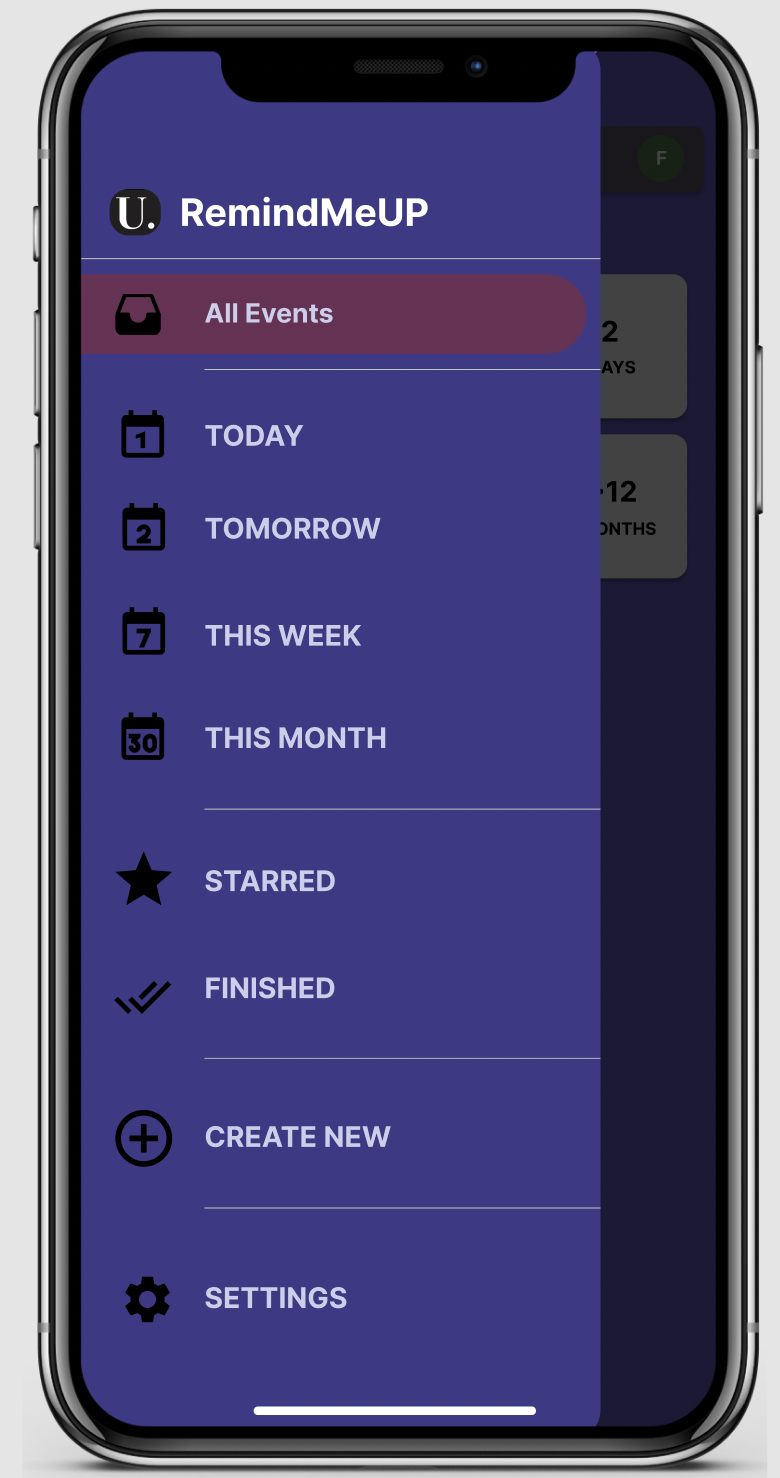 F
U. RemindMeUP
All Events
2
AYS
TODAY
1
-12
TOMORROW
2
ONTHS
THIS WEEK
7
THIS MONTH
30
STARRED
FINISHED
CREATE NEW
SETTINGS